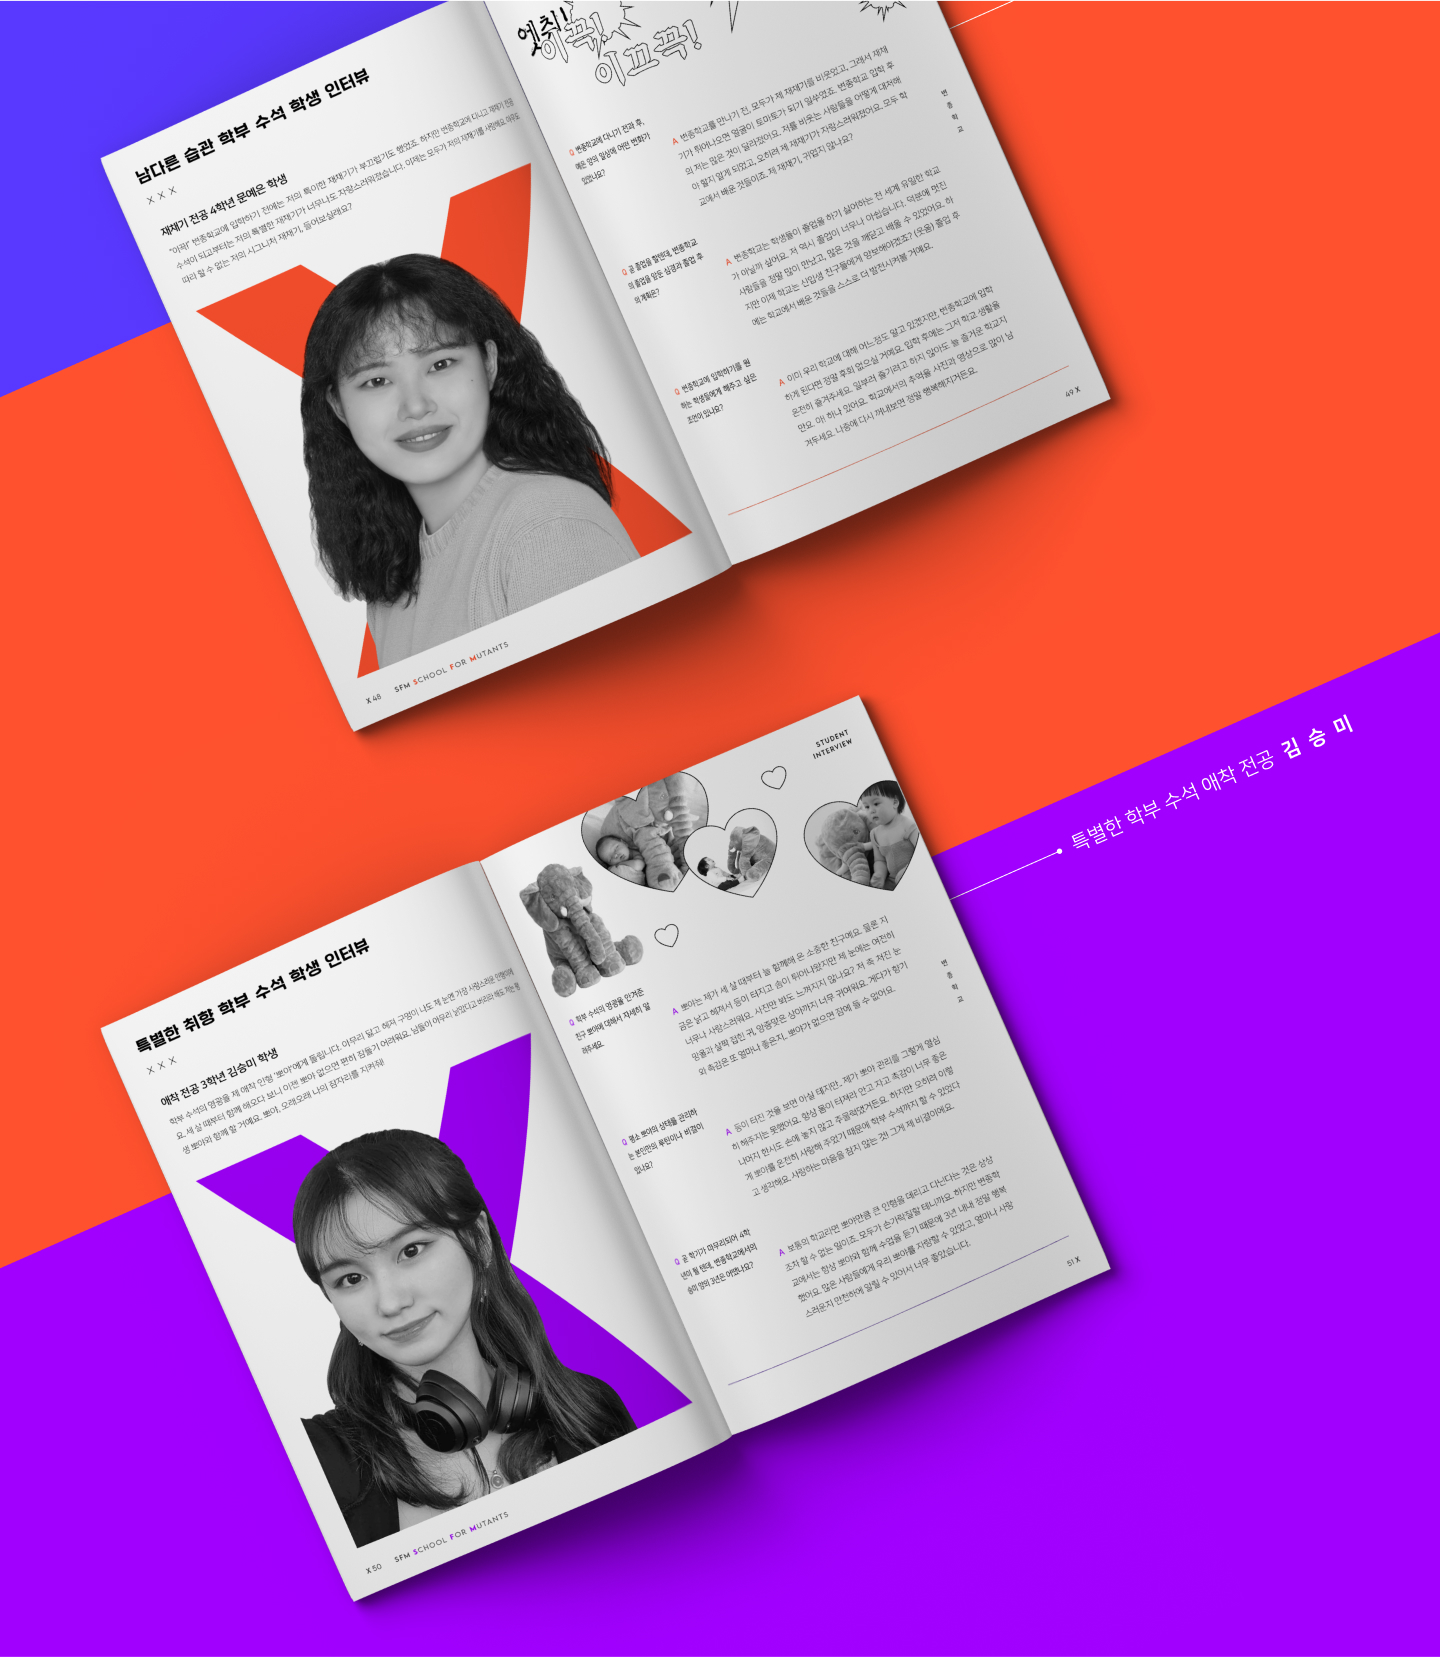 남다른 습관 학부 수석 학생 인터뷰
X X X
재채기 전공 4학년 문예은 학생
"이끅!" 변종학교에 입학하기 전에는 저의 특이한 재채기가 부끄럽기도 했었죠. 하지만 변종학교에 다니고 재채기 전공
수석이 되고부터는 저의 특별한 재채기가 너무나도 자랑스러워졌습니다. 이제는 모두가 저의 재채기를 사랑해요.
따라 할 수 없는 저의 시그니처 재채기, 들어보실래요?
X 48 SFM SCHOOL FOR MUTANTS
에취!
이끅!
이끄윽!
Q 변종학교에 다니기 전과 후,
예은 양의 일상에 어떤 변화가
있었나요?
A 변종학교를 만나기 전, 모두가 제 재채기를 비웃었고, 그래서 재채
기가 튀어나오면 얼굴이 토마토가 되기 일쑤였죠. 변종학교 입학 후
의 저는 많은 것이 달라졌어요. 저를 비웃는 사람들을 어떻게 대처해
야 할지 알게 되었고, 오히려 제 재채기가 자랑스러워졌어요. 모두 학
교에서 배운 것들이죠. 제 재채기, 귀엽지 않나요?
변종학교
Q 곧 졸업을 할텐데, 변종학교
의 졸업을 앞둔 심경과 졸업 후
의 계획은?
A 변종학교는 학생들이 졸업을 하기 싫어하는 전 세계 유일한 학교
가 아닐까 싶어요. 저 역시 졸업이 너무나 아쉽습니다. 덕분에 멋진
사람들을 정말 많이 만났고, 많은 것을 깨닫고 배울 수 있었어요. 하
지만 이제 학교는 신입생 친구들에게 양보해야겠죠? (웃음) 졸업 후
에는 학교에서 배운 것들을 스스로 더 발전시켜볼 거예요.
Q 변종학교에 입학하기를 원
하는 학생들에게 해주고 싶은
조언이 있나요?
A 이미 우리 학교에 대해 어느정도 알고 있겠지만, 변종학교에 입학
하게 된다면 정말 후회 없으실 거예요. 입학 후에는 그저 학교 생활을
온전히 즐겨주세요. 일부러 즐기려고 하지 않아도 늘 즐거운 학교지
만요. 아! 하나 있어요. 학교에서의 추억을 사진과 영상으로 많이 남
겨두세요. 나중에 다시 꺼내보면 정말 행복해지거든요.
49 X
특별한 학부 수석 애착 전공 김승미
특별한 취향 학부 수석 학생 인터뷰
X X X
애착 전공 3학년 김승미 학생
학부 수석의 영광을 제 애착 인형 '뽀아'에게 돌립니다. 아무리 닳고 해져 구멍이 나도 제 눈엔 가장 사랑스러운 인형이에
요. 세 살 때부터 함께 해오다 보니 이젠 뽀아 없으면 편히 잠들기 어려워요. 남들이 아무리 낡았다고 버리라 해도 저는 평
생 뽀아와 함께 할 거예요. 뽀아, 오래오래 나의 잠자리를 지켜줘!
X 50 SFM SCHOOL FOR MUTANTS
STUDENT
INTERVIEW
Q 학부 수석의 영광을 안겨준
친구 뽀아에 대해서 자세히 알
려주세요.
A 뽀아는 제가 세 살 때부터 늘 함께해 온 소중한 친구예요. 물론 지
금은 낡고 해져서 등이 터지고 솜이 튀어나왔지만 제 눈에는 여전히
너무나 사랑스러워요. 사진만 봐도 느껴지지 않나요? 저 축 처진 눈
망울과 살짝 접힌 귀, 앙증맞은 상아까지 너무 귀여워요. 게다가 향기
와 촉감은 또 얼마나 좋은지, 뽀아가 없으면 잠에 들 수 없어요.
변종학교
Q 평소 뽀아의 상태를 관리하
는 본인만의 루틴이나 비결이
있나요?
A 등이 터진 것을 보면 아실 테지만, 제가 뽀아 관리를 그렇게 열심
히 해주지는 못했어요. 항상 품이 터져라 안고 자고 촉감이 너무 좋은
나머지 한시도 손에 놓지 않고 주물럭댔거든요. 하지만 오히려 이렇
게 뽀아를 온전히 사랑해 주었기 때문에 학부 수석까지 할 수 있었다
고 생각해요. 사랑하는 마음을 잠지 않는 것! 그게 제 비결이에요.
Q 곧 학기가 마무리되어 4학
년이 될 텐데, 변종학교에서의
승미 양의 3년은 어땠나요?
A 보통의 학교라면 뽀아만큼 큰 인형을 데리고 다닌다는 것은 상상
조차 할 수 없는 일이죠. 모두가 손가락질할 테니까요. 하지만 변종학
교에서는 항상 뽀아와 함께 수업을 듣기 때문에 3년 내내 정말 행복
했어요. 많은 사람들에게 우리 뽀아를 자랑할 수 있었고, 얼마나 사랑
스러운지 만천하에 알릴 수 있어서 너무 좋았습니다.
51 X